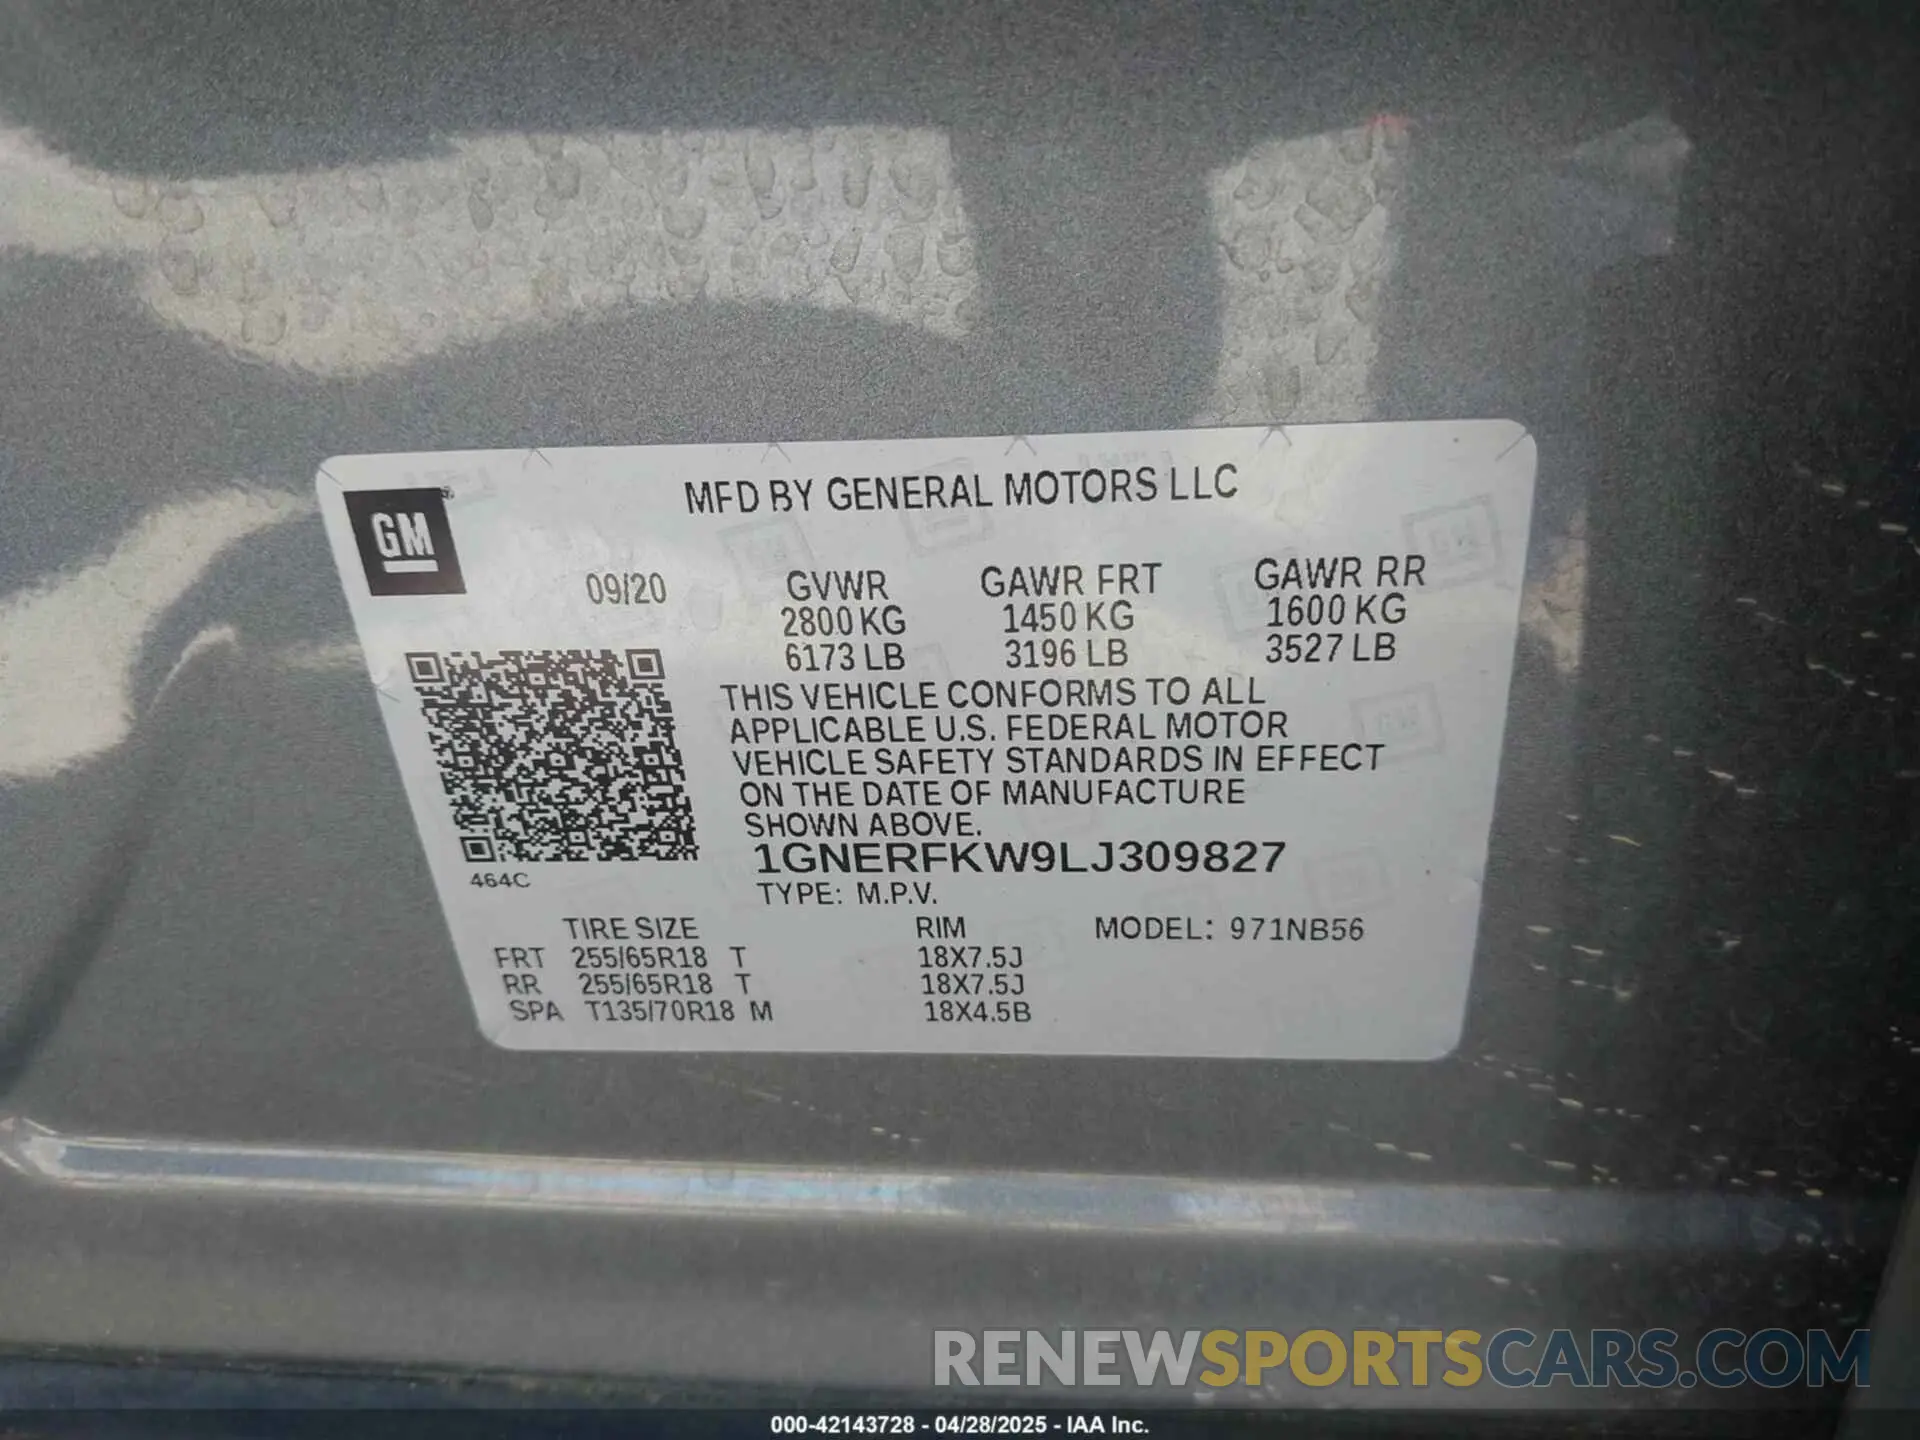 MFD BY GENERAL MOTORS LLC
GM
09/20 GVWR GAWR FRT GAWR RR
2800 KG 1450 KG 1600 KG
6173 LB 3196 LB 3527 LB
THIS VEHICLE CONFORMS TO ALL
APPLICABLE U.S. FEDERAL MOTOR
VEHICLE SAFETY STANDARDS IN EFFECT
ON THE DATE OF MANUFACTURE
SHOWN ABOVE.
1GNERFKW9LJ309827
464C
TYPE: M.P.V.
TIRE SIZE RIM MODEL: 971NB56
FRT 255/65R18 T 18X7.5J
RR 255/65R18 T 18X7.5J
SPA T135/70R18 M 18X4.5B
RENEWSPORTSCARS.COM
000-42143728 - 04/28/2025 - IAA Inc.